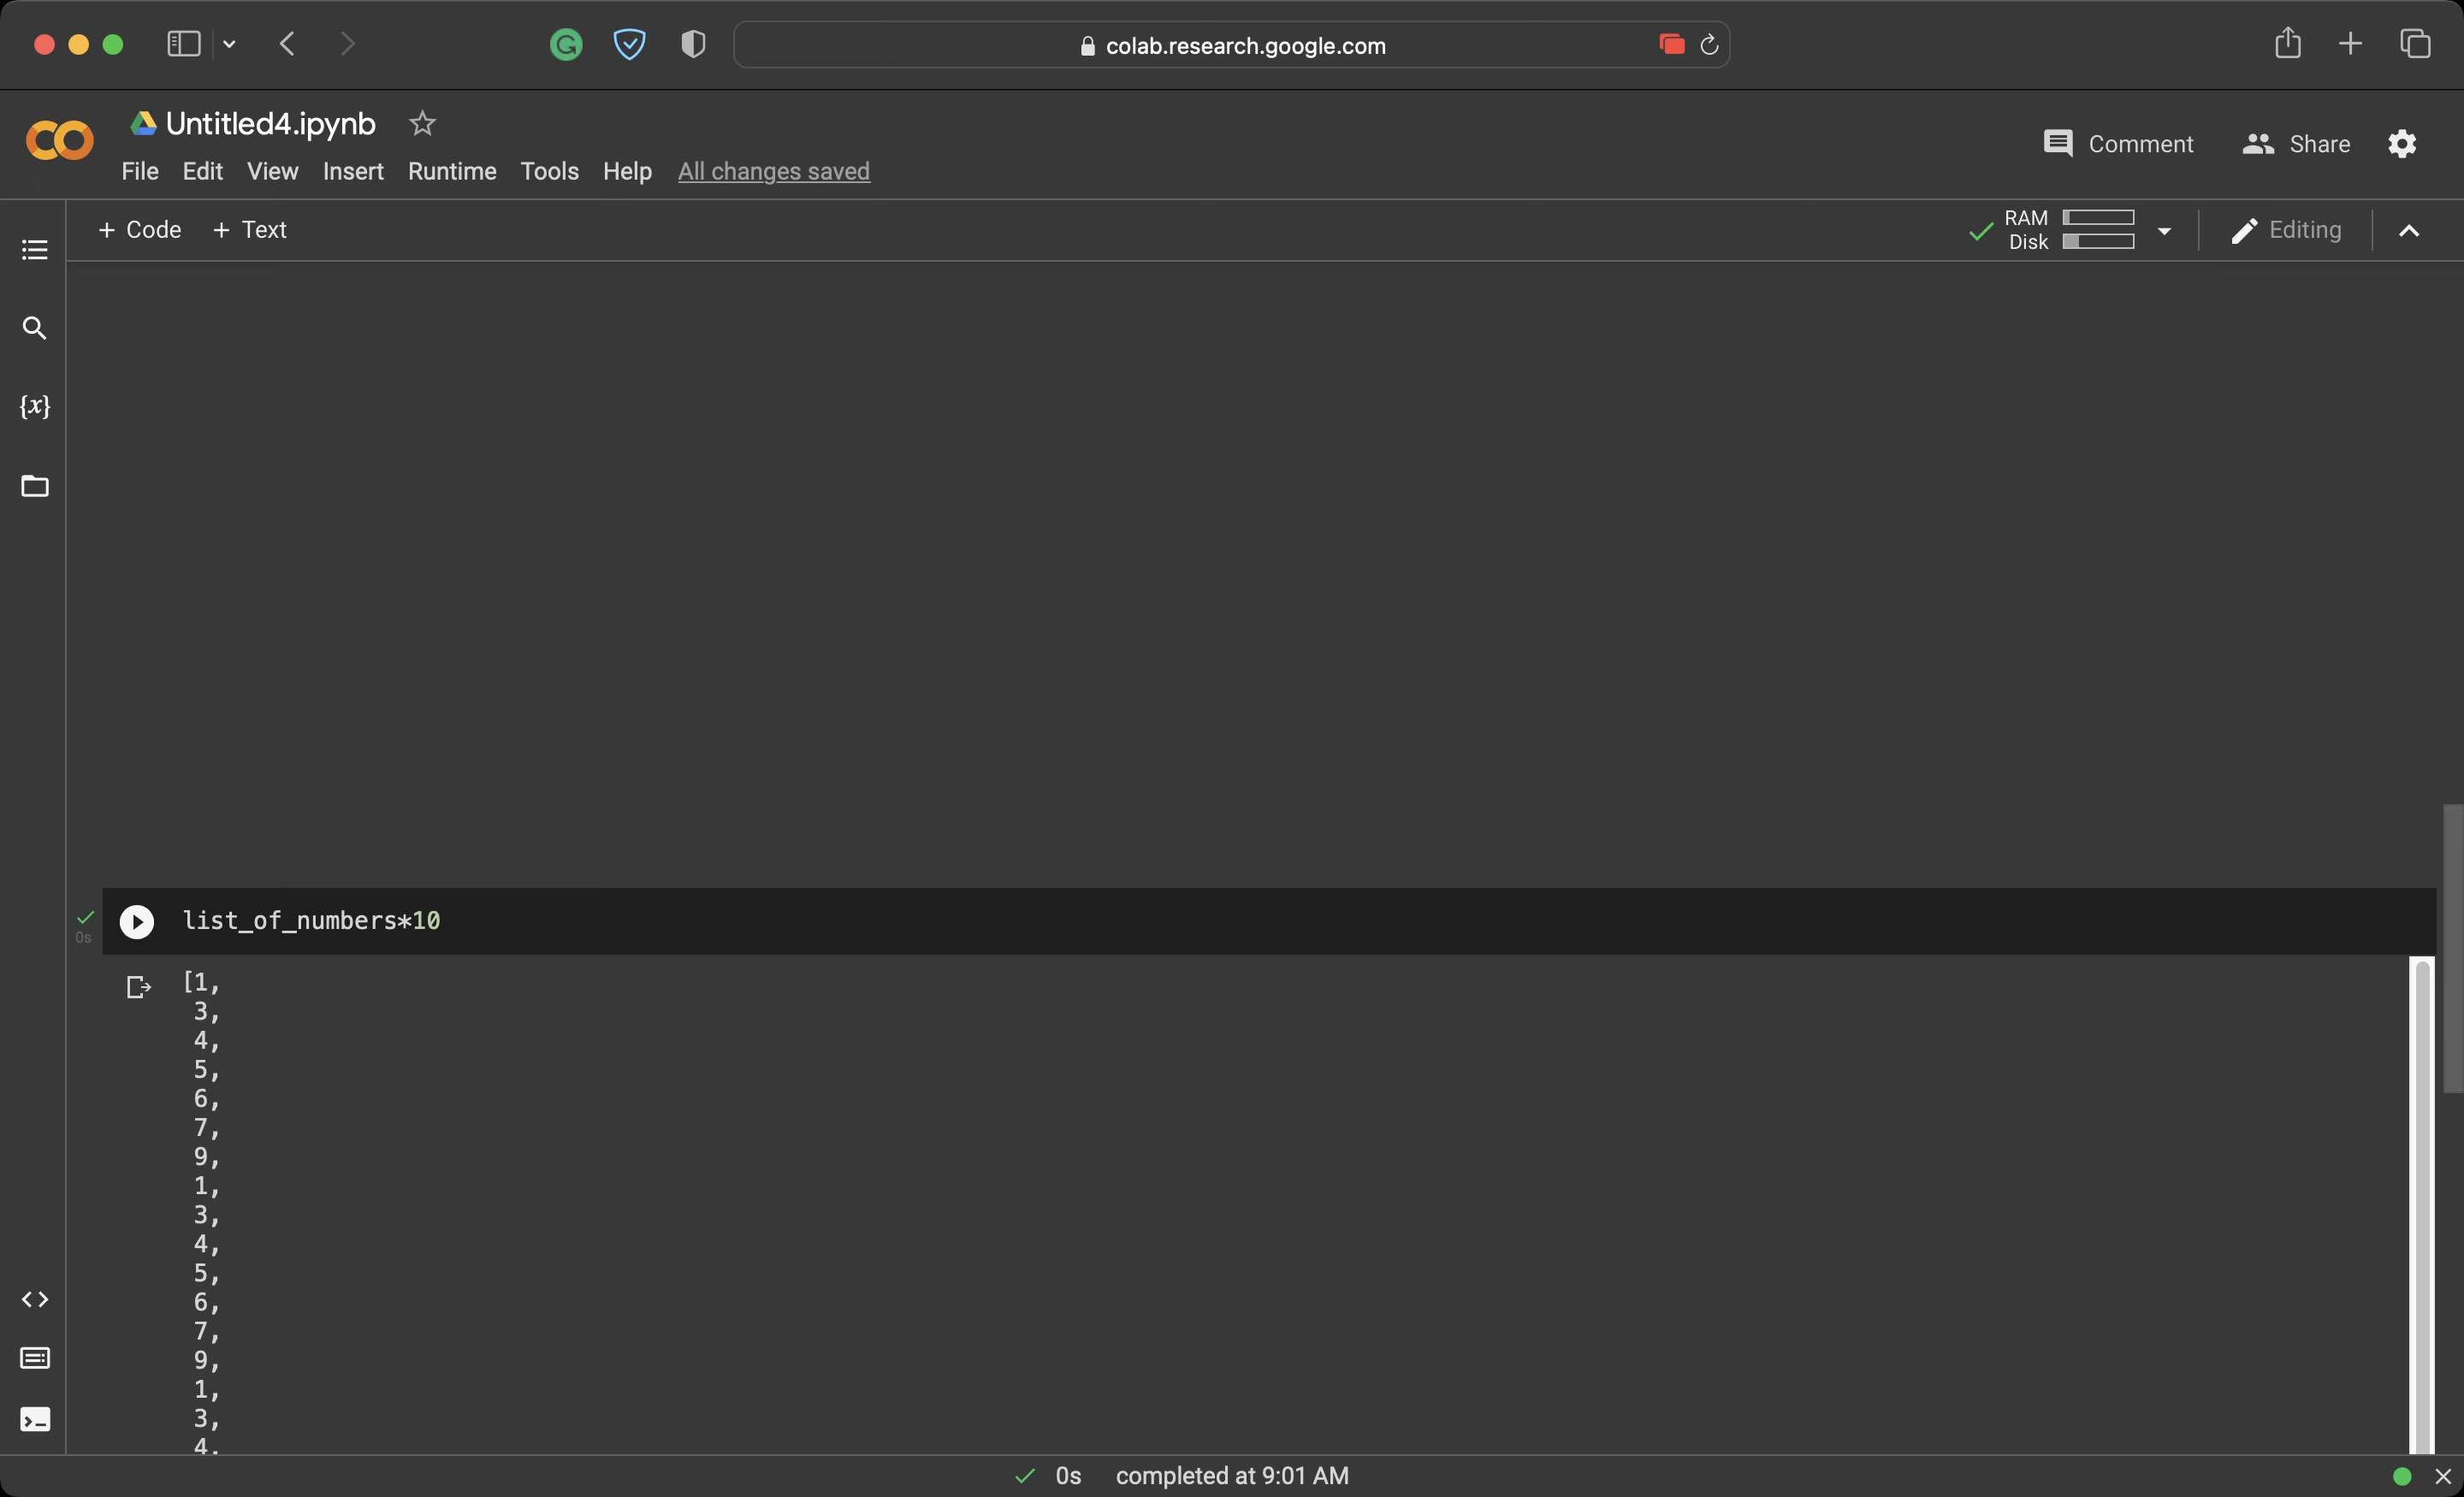 colab.research.google.com
Untitled4.ipynb
File Edit View Insert Runtime Tools Help All changes saved
Comment Share
+ Code + Text
RAM
Disk
Editing
{x}
0s
list_of_numbers*10
[1,
3,
4,
5,
6,
7,
9,
1,
3,
4,
5,
6,
7,
9,
1,
3,
4,
0s completed at 9:01 AM